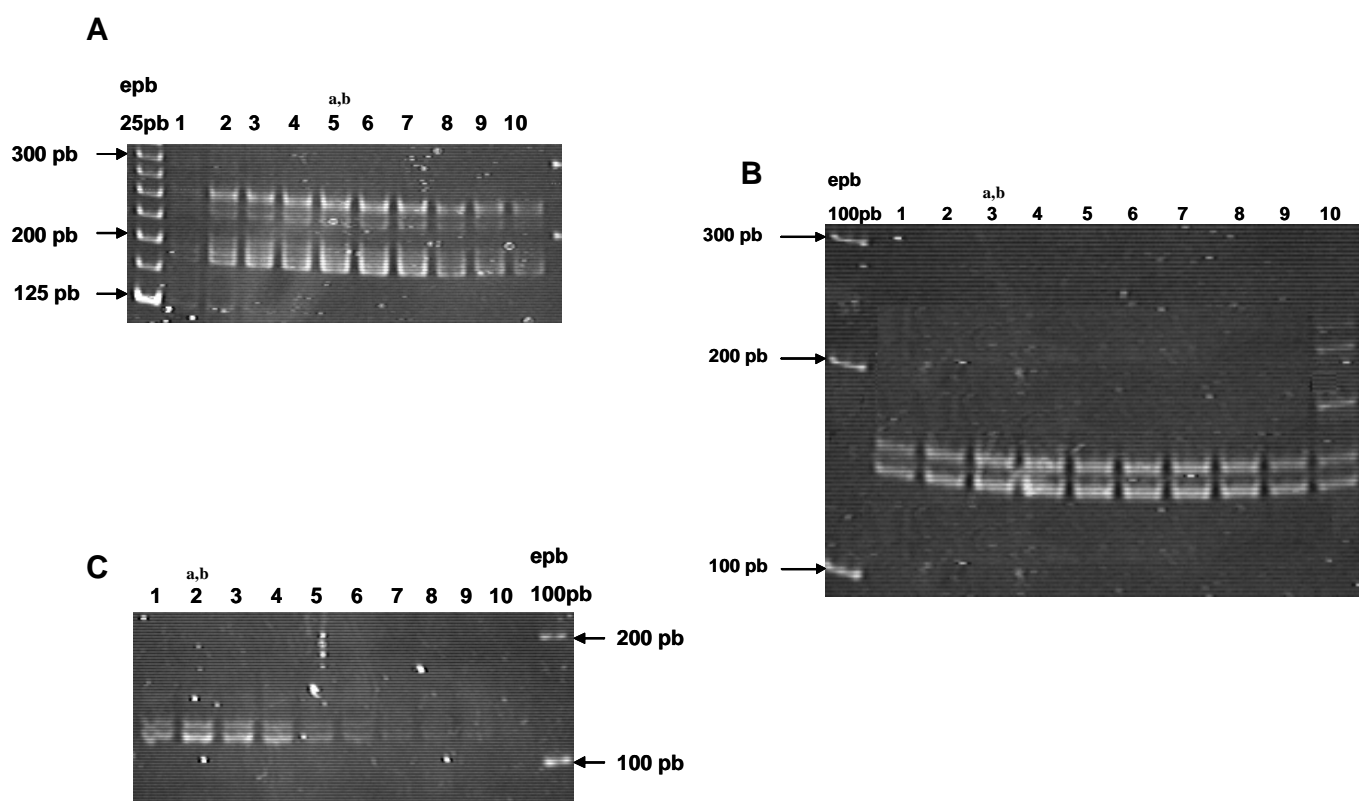 A
epb
a,b
25pb 1 2 3 4 5 6 7 8 9 10
300 pb
200 pb
125 pb
B
epb
a,b
100pb 1 2 3 4 5 6 7 8 9 10
300 pb
200 pb
100 pb
C
epb
a,b
1 2 3 4 5 6 7 8 9 10 100pb
200 pb
100 pb